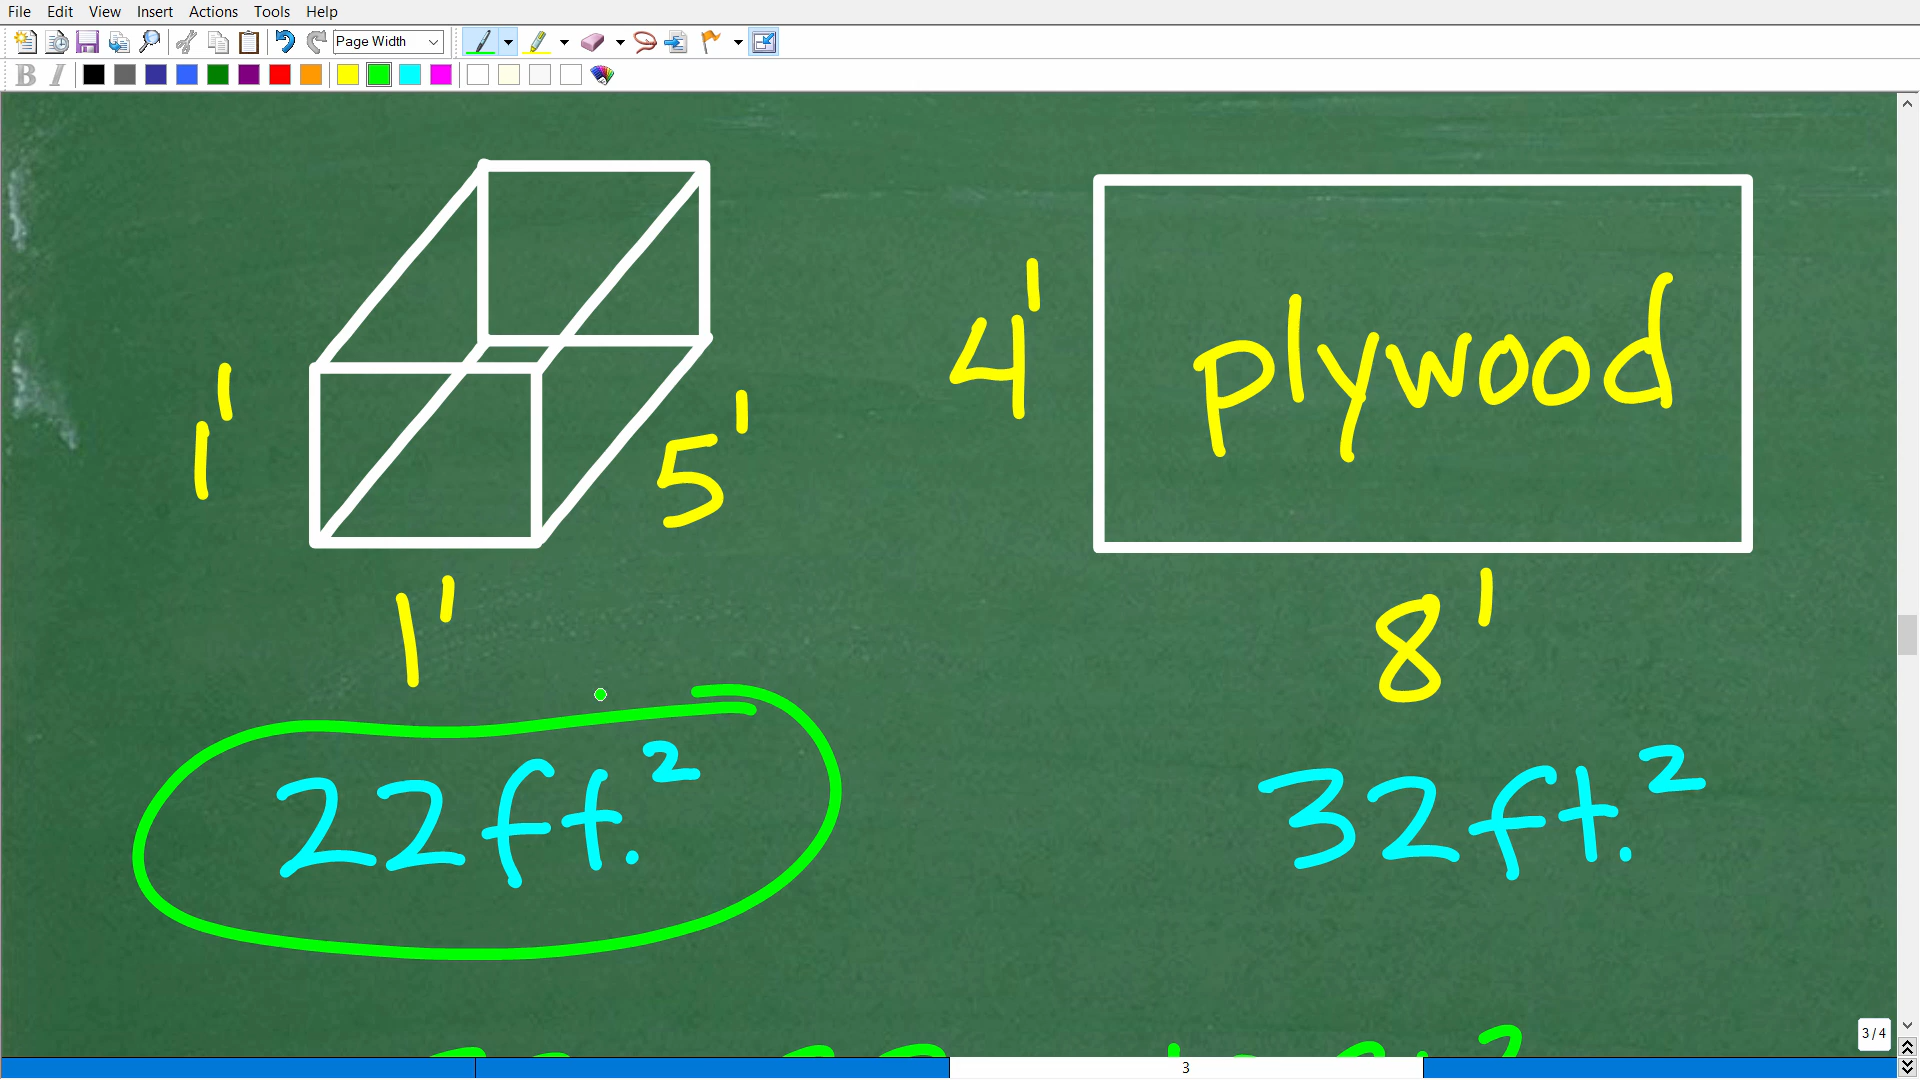 File Edit View Insert Actions Tools Help
Page Width
B I
1'
5'
1'
4'
plywood
8'
22ft.²
32ft.²
3/4
3